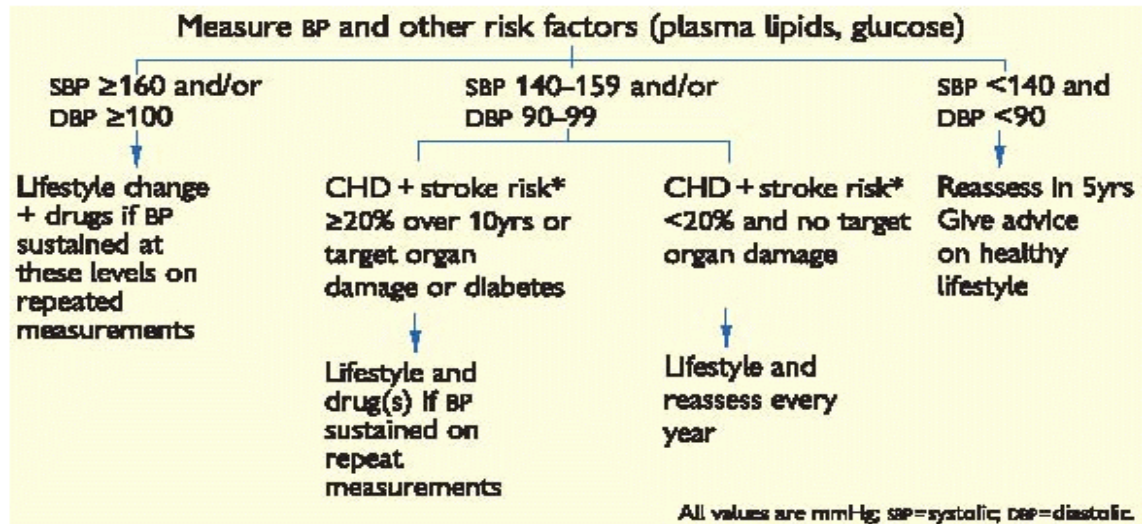 Measure BP and other risk factors (plasma lipids, glucose)
SBP ≥160 and/or
DBP ≥100
SBP 140–159 and/or
DBP 90–99
SBP <140 and
DBP <90
Lifestyle change
+ drugs if BP
sustained at
these levels on
repeated
measurements
CHD + stroke risk*
≥20% over 10yrs or
target organ
damage or diabetes
CHD + stroke risk*
<20% and no target
organ damage
Reassess in 5yrs
Give advice
on healthy
lifestyle
Lifestyle and
drug(s) if BP
sustained on
repeat
measurements
Lifestyle and
reassess every
year
All values are mmHg; SBP=systolic; DBP=diastolic.